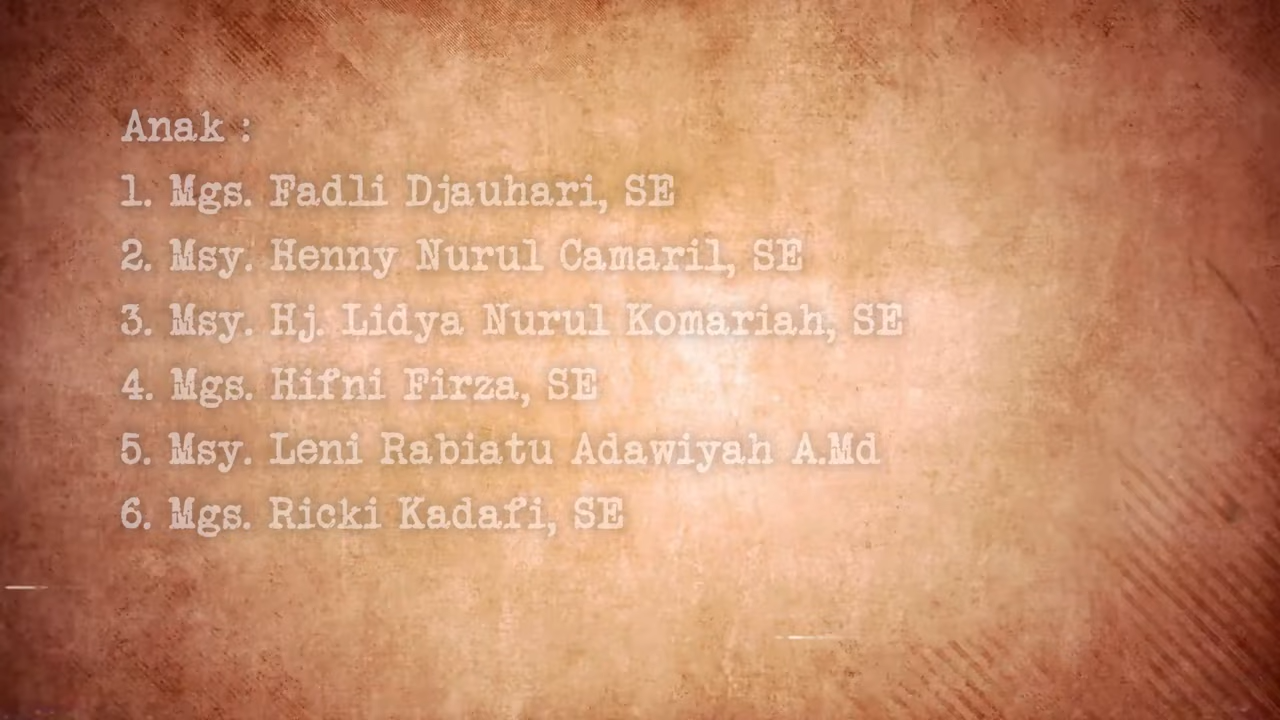 Anak :
1. Mgs. Fadli Djauhari, SE
2. Msy. Henny Nurul Camaril, SE
3. Msy. Hj. Lidya Nurul Komariah, SE
4. Mgs. Hifni Firza, SE
5. Msy. Leni Rabiatu Adawiyah A.Md
6. Mgs. Ricki Kadafi, SE